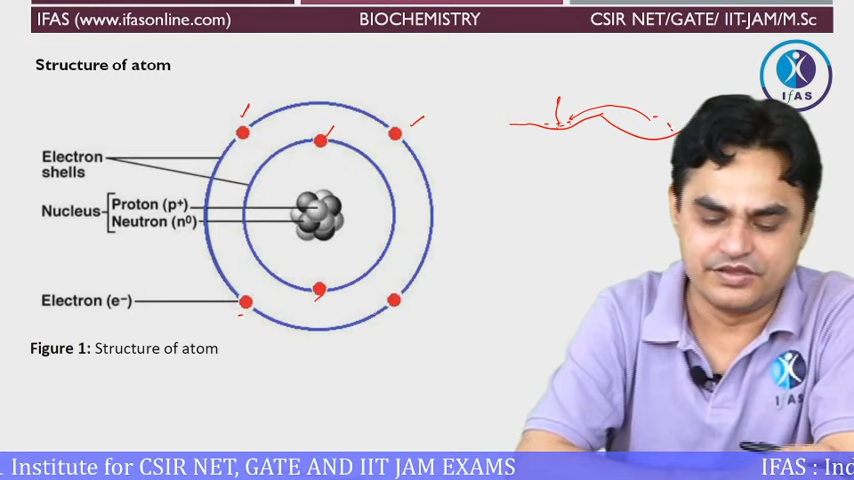 IFAS (www.ifasonline.com) BIOCHEMISTRY CSIR NET/GATE/ IIT-JAM/M.Sc
IFAS
Structure of atom
Electron
shells
Nucleus
Proton (p+)
Neutron (n0)
Electron (e−)
Figure 1: Structure of atom
IFAS
Institute for CSIR NET, GATE AND IIT JAM EXAMS IFAS : Ind